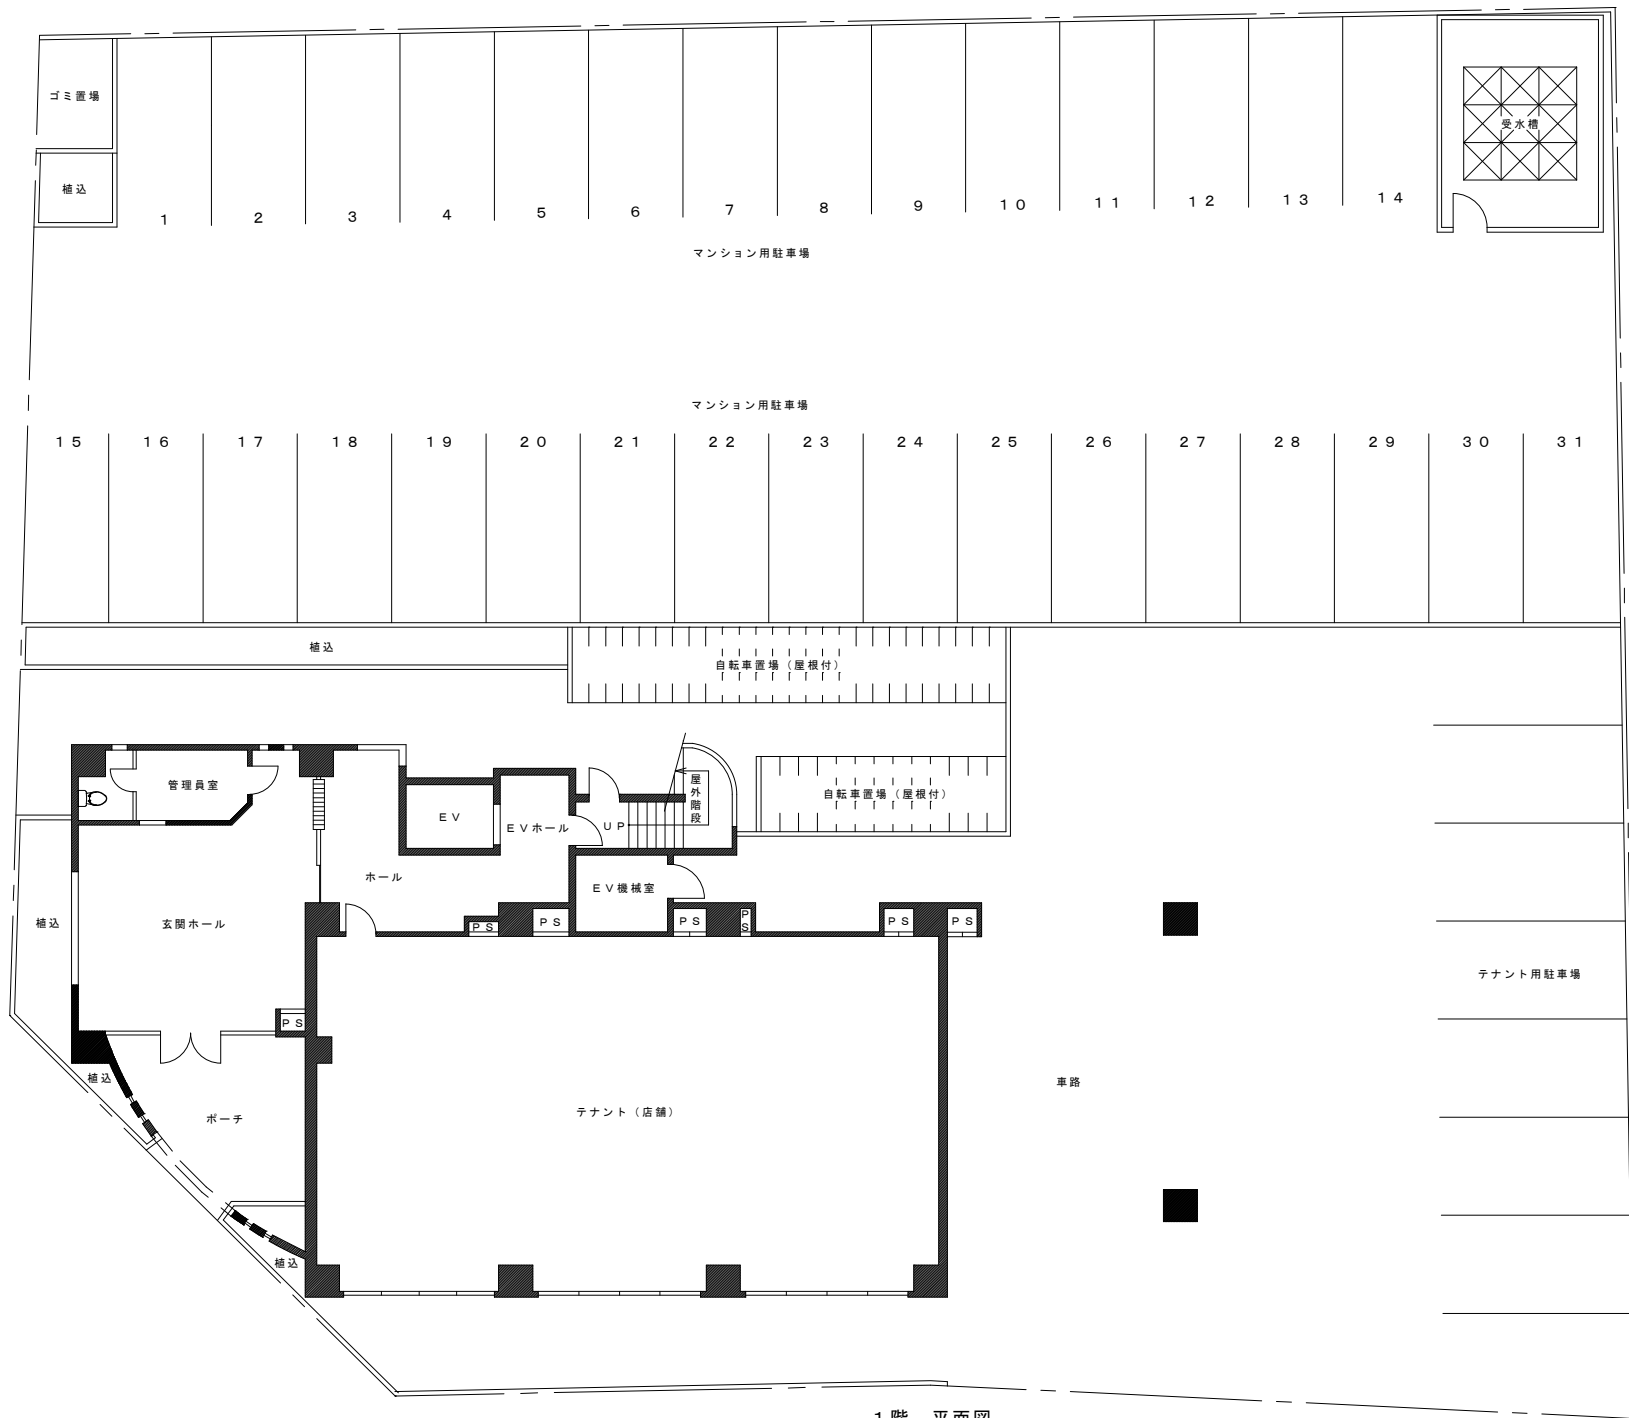 ゴミ置場
受水槽
植込
1 2 3 4 5 6 7 8 9 10 11 12 13 14
マンション用駐車場
マンション用駐車場
15 16 17 18 19 20 21 22 23 24 25 26 27 28 29 30 31
植込
自転車置場（屋根付）
管理員室
屋外階段
自転車置場（屋根付）
EV
EVホール
UP
ホール
EV機械室
植込
玄関ホール
PS
PS
PS
PS
PS
PS
テナント用駐車場
PS
植込
ポーチ
テナント（店舗）
車路
植込
1階 平面図